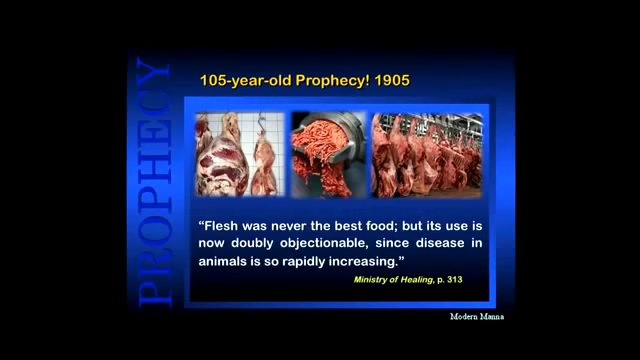 PROPHECY
105-year-old Prophecy! 1905
“Flesh was never the best food; but its use is
now doubly objectionable, since disease in
animals is so rapidly increasing.”
Ministry of Healing, p. 313
Modern Manna